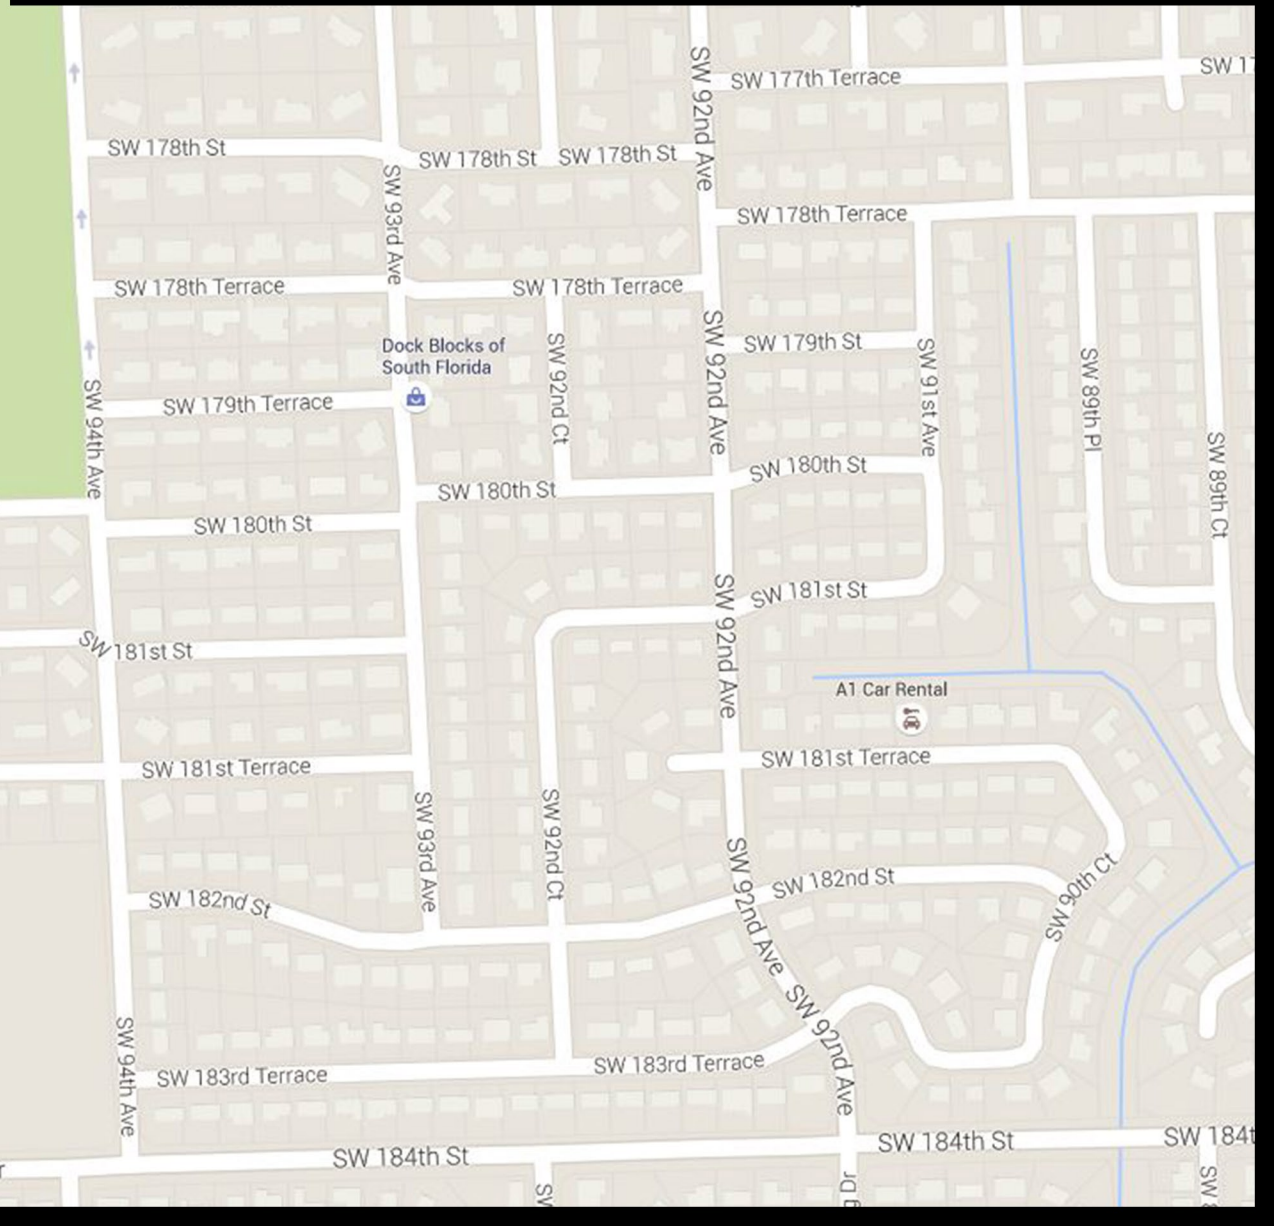 SW 17
SW 177th Terrace
SW 92nd Ave
SW 178th St
SW 178th St
SW 178th St
SW 93rd Ave
SW 178th Terrace
SW 178th Terrace
SW 178th Terrace
SW 92nd Ave
SW 179th St
Dock Blocks of
South Florida
SW 92nd Ct
SW 91st Ave
SW 89th Pl
SW 94th Ave
SW 179th Terrace
SW 89th Ct
SW 180th St
SW 180th St
SW 180th St
SW 92nd Ave
SW 181st St
SW 181st St
A1 Car Rental
SW 181st Terrace
SW 181st Terrace
SW 93rd Ave
SW 92nd Ct
SW 92nd Ave
SW 182nd St
SW 90th Ct
SW 182nd St
SW 92nd Ave
SW 94th Ave
SW 183rd Terrace
SW 183rd Terrace
SW 184th St
SW 184th St
SW 184t
SW
SW